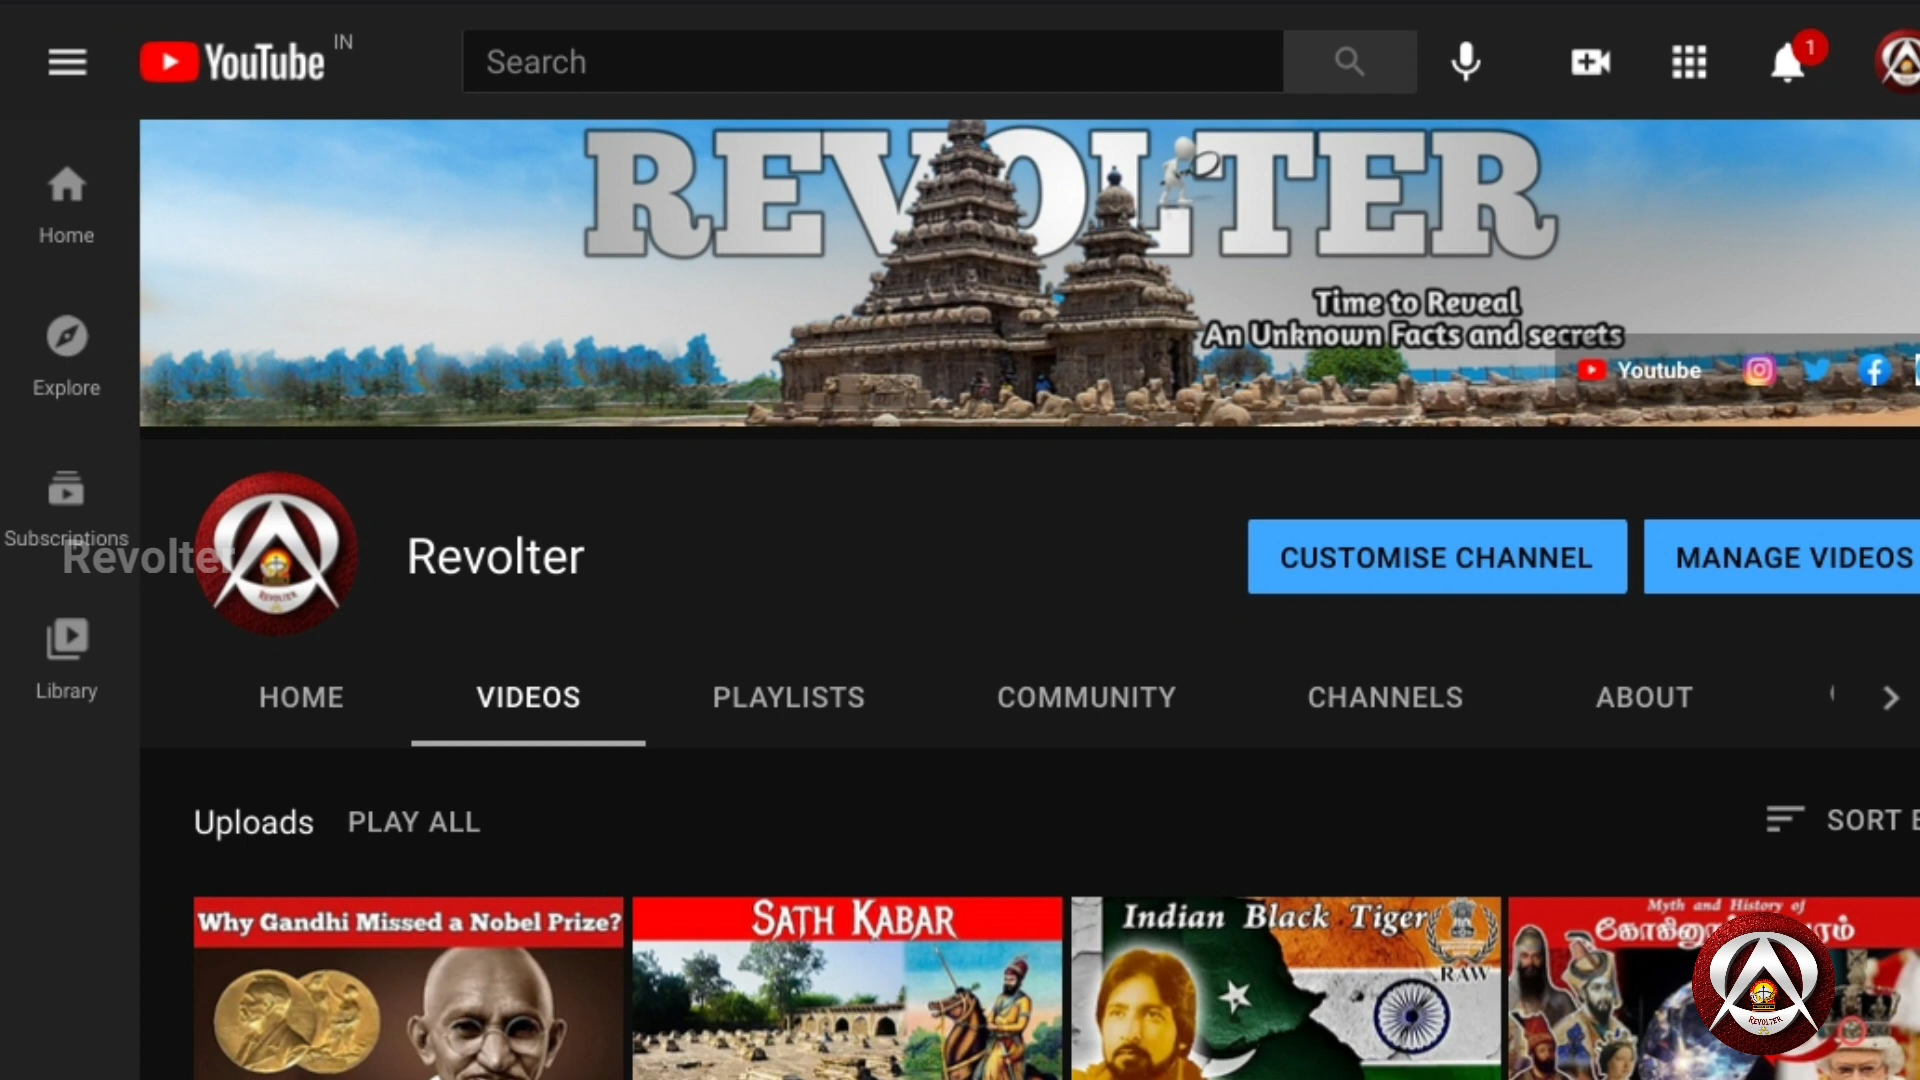 YouTube IN
Search
1
REVOLTER
Time to Reveal
An Unknown Facts and secrets
Youtube
Home
Explore
Subscriptions
Library
Revolter
REVOLTER
Revolter
CUSTOMISE CHANNEL
MANAGE VIDEOS
HOME
VIDEOS
PLAYLISTS
COMMUNITY
CHANNELS
ABOUT
Uploads
PLAY ALL
SORT
Why Gandhi Missed a Nobel Prize?
SATH KABAR
Indian Black Tiger
RAW
Myth and History of
REVOLTER